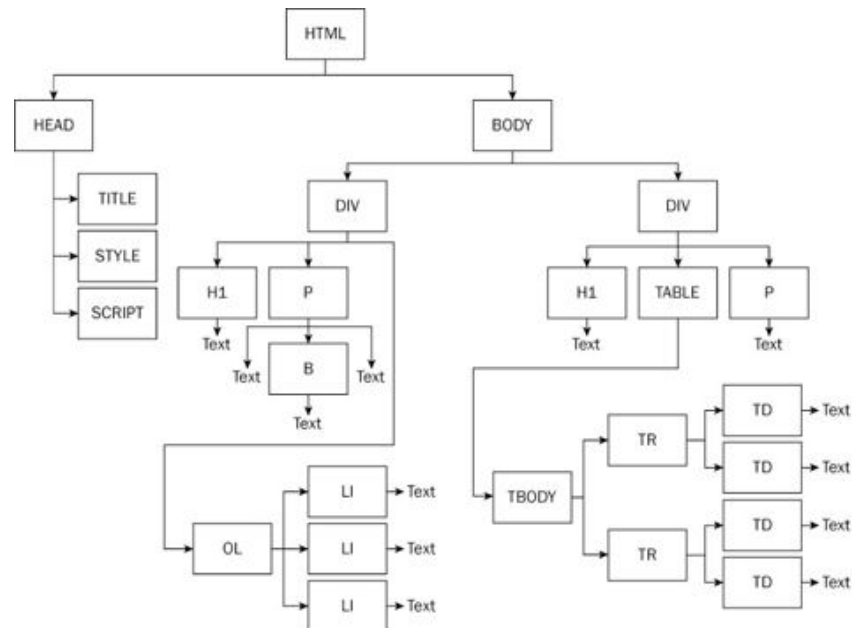 HTML
HEAD BODY
TITLE DIV DIV
STYLE
SCRIPT H1 P H1 TABLE P
Text Text Text
Text B Text
Text
TD Text
TR
TD Text
LI Text
TBODY
TD Text
OL LI Text
TR
TD Text
LI Text